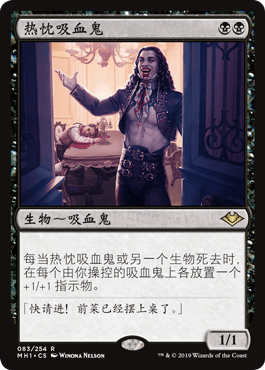 热忱吸血鬼
生物～吸血鬼
每当热忱吸血鬼或另一个生物死去时，
在每个由你操控的吸血鬼上各放置一个
+1/+1 指示物。
「快请进！前菜已经摆上桌了。」
1/1
083/254 R
MH1 • CS WINONA NELSON
™ & © 2019 Wizards of the Coast